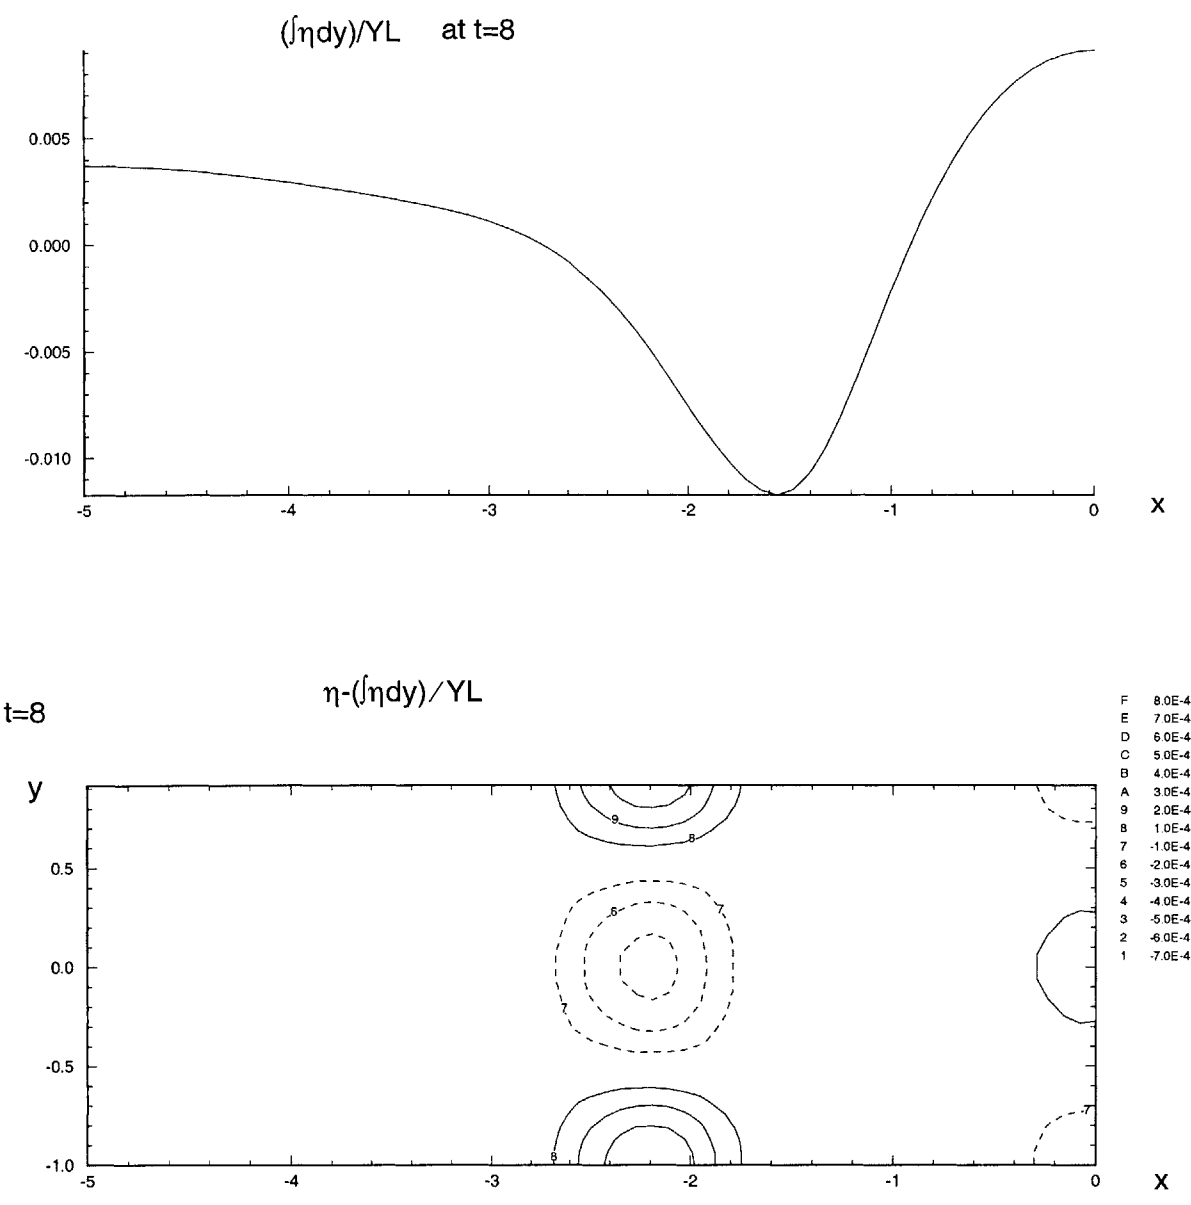 (∫ηdy)/YL at t=8
0.005
0.000
-0.005
-0.010
-5 -4 -3 -2 -1 0 x
η-(∫ηdy)/YL
t=8
F 8.0E-4
E 7.0E-4
D 6.0E-4
C 5.0E-4
B 4.0E-4
A 3.0E-4
9 2.0E-4
8 1.0E-4
7 -1.0E-4
6 -2.0E-4
5 -3.0E-4
4 -4.0E-4
3 -5.0E-4
2 -6.0E-4
1 -7.0E-4
y
9
8
0.5
6 7
0.0
7
-0.5
7
8
-1.0
-5 -4 -3 -2 -1 0 x